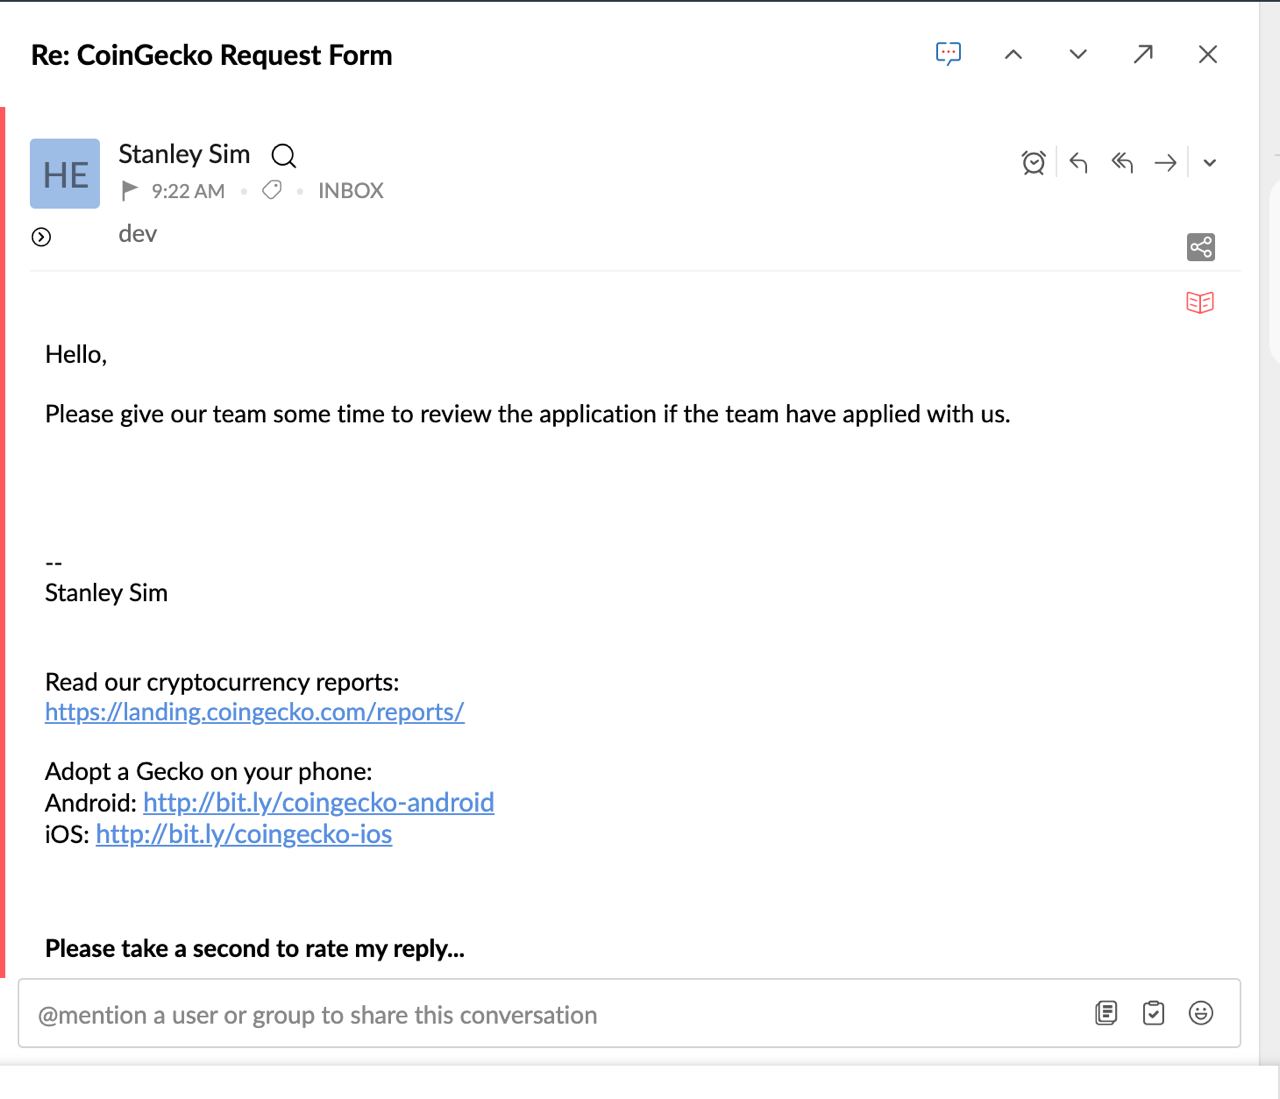 Re: CoinGecko Request Form
HE
Stanley Sim
9:22 AM
INBOX
dev
Hello,
Please give our team some time to review the application if the team have applied with us.
--
Stanley Sim
Read our cryptocurrency reports:
https://landing.coingecko.com/reports/
Adopt a Gecko on your phone:
Android: http://bit.ly/coingecko-android
iOS: http://bit.ly/coingecko-ios
Please take a second to rate my reply...
@mention a user or group to share this conversation